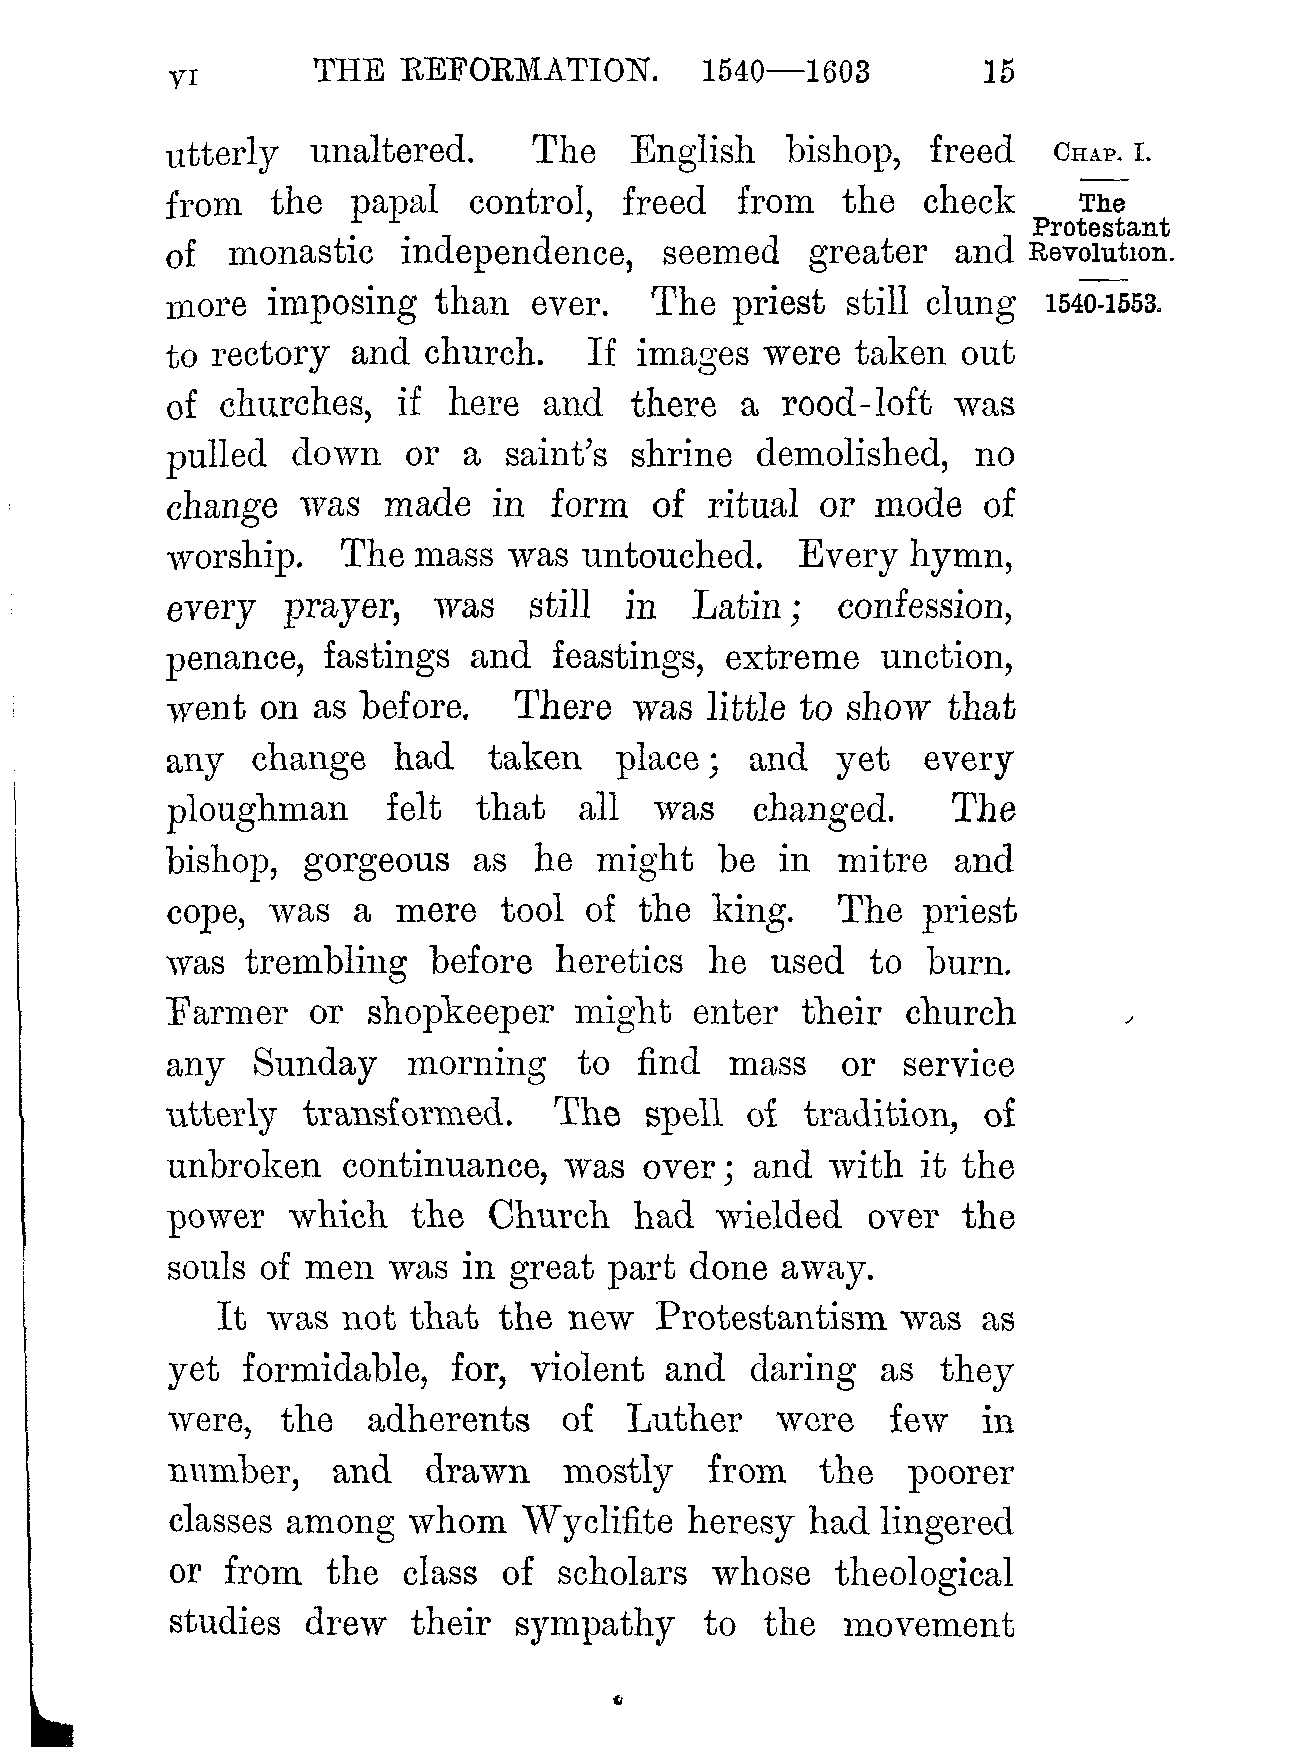 VI THE REFORMATION. 1540—1603 15
utterly unaltered. The English bishop, freed
from the papal control, freed from the check
of monastic independence, seemed greater and
more imposing than ever. The priest still clung
to rectory and church. If images were taken out
of churches, if here and there a rood-loft was
pulled down or a saint's shrine demolished, no
change was made in form of ritual or mode of
worship. The mass was untouched. Every hymn,
every prayer, was still in Latin; confession,
penance, fastings and feastings, extreme unction,
went on as before. There was little to show that
any change had taken place; and yet every
ploughman felt that all was changed. The
bishop, gorgeous as he might be in mitre and
cope, was a mere tool of the king. The priest
was trembling before heretics he used to burn.
Farmer or shopkeeper might enter their church
any Sunday morning to find mass or service
utterly transformed. The spell of tradition, of
unbroken continuance, was over; and with it the
power which the Church had wielded over the
souls of men was in great part done away.
It was not that the new Protestantism was as
yet formidable, for, violent and daring as they
were, the adherents of Luther were few in
number, and drawn mostly from the poorer
classes among whom Wyclifite heresy had lingered
or from the class of scholars whose theological
studies drew their sympathy to the movement
CHAP. I.
The
Protestant
Revolution.
1540-1553.